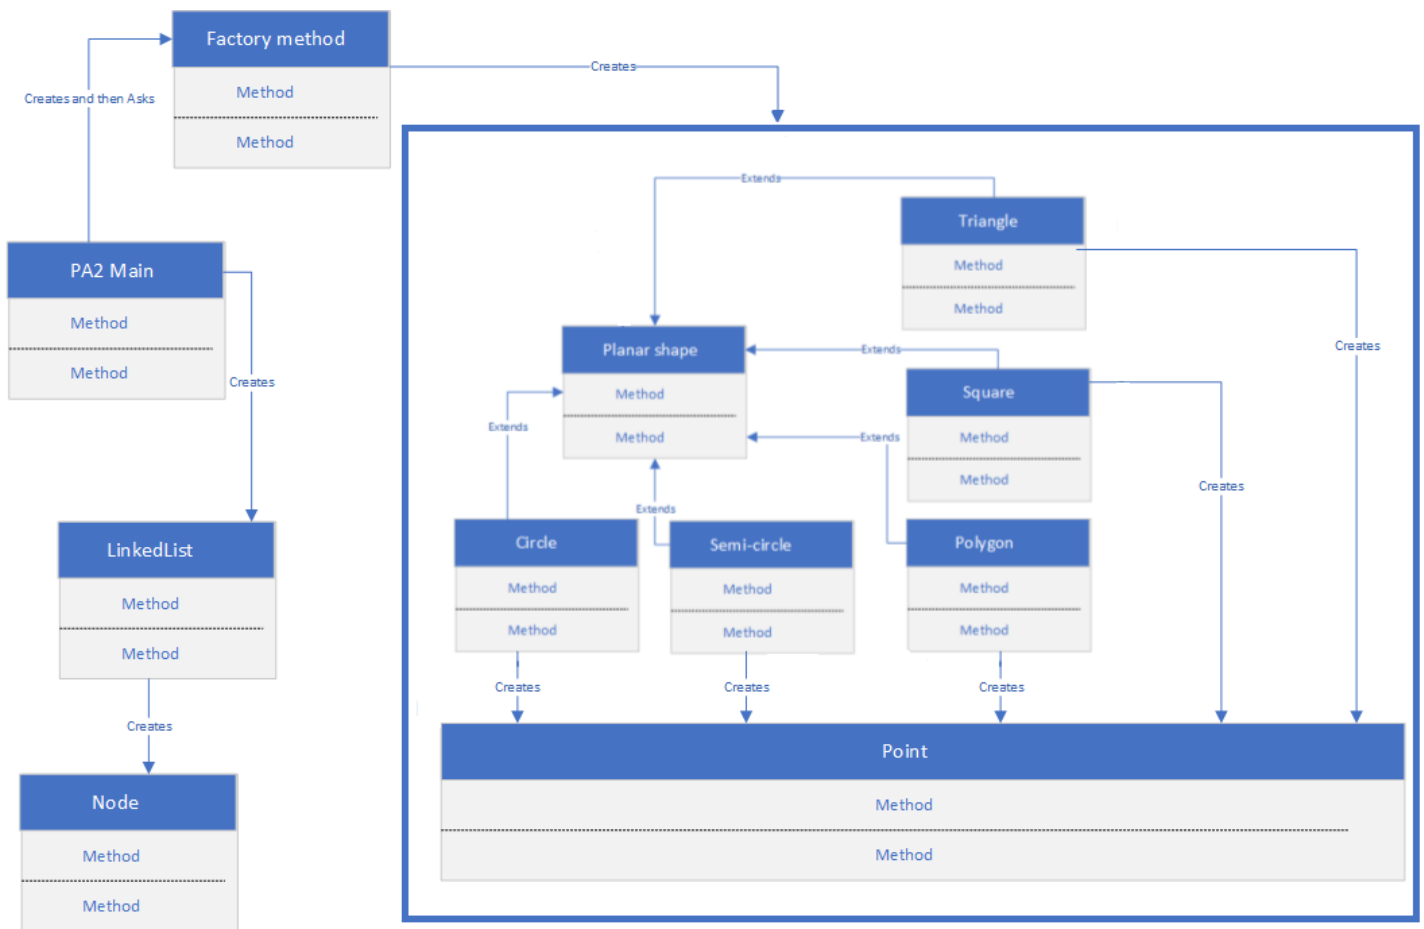 Factory method
Method
Method
Creates
Creates and then Asks
PA2 Main
Method
Method
Creates
LinkedList
Method
Method
Creates
Node
Method
Method
Extends
Triangle
Method
Method
Creates
Planar shape
Method
Method
Extends
Square
Method
Method
Creates
Extends
Extends
Extends
Circle
Method
Method
Creates
Semi-circle
Method
Method
Creates
Polygon
Method
Method
Creates
Point
Method
Method